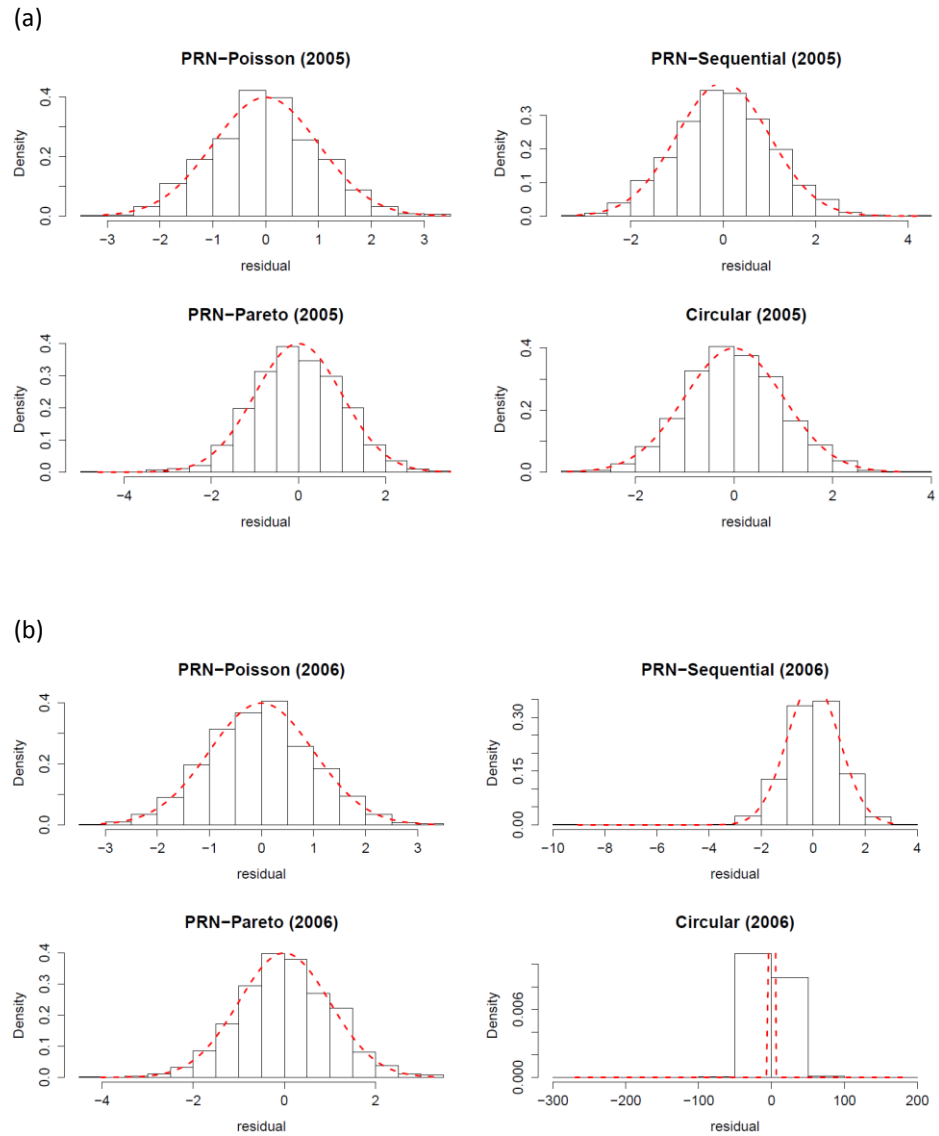 (a)
PRN−Poisson (2005)
Density
0.0 0.2 0.4
−3 −2 −1 0 1 2 3
residual
PRN−Sequential (2005)
Density
0.0 0.1 0.2 0.3
−2 0 2 4
residual
PRN−Pareto (2005)
Density
0.0 0.1 0.2 0.3 0.4
−4 −2 0 2
residual
Circular (2005)
Density
0.0 0.2 0.4
−2 0 2 4
residual
(b)
PRN−Poisson (2006)
Density
0.0 0.2 0.4
−3 −2 −1 0 1 2 3
residual
PRN−Sequential (2006)
Density
0.00 0.15 0.30
−10 −8 −6 −4 −2 0 2 4
residual
PRN−Pareto (2006)
Density
0.0 0.1 0.2 0.3 0.4
−4 −2 0 2
residual
Circular (2006)
Density
0.000 0.006
−300 −200 −100 0 100 200
residual